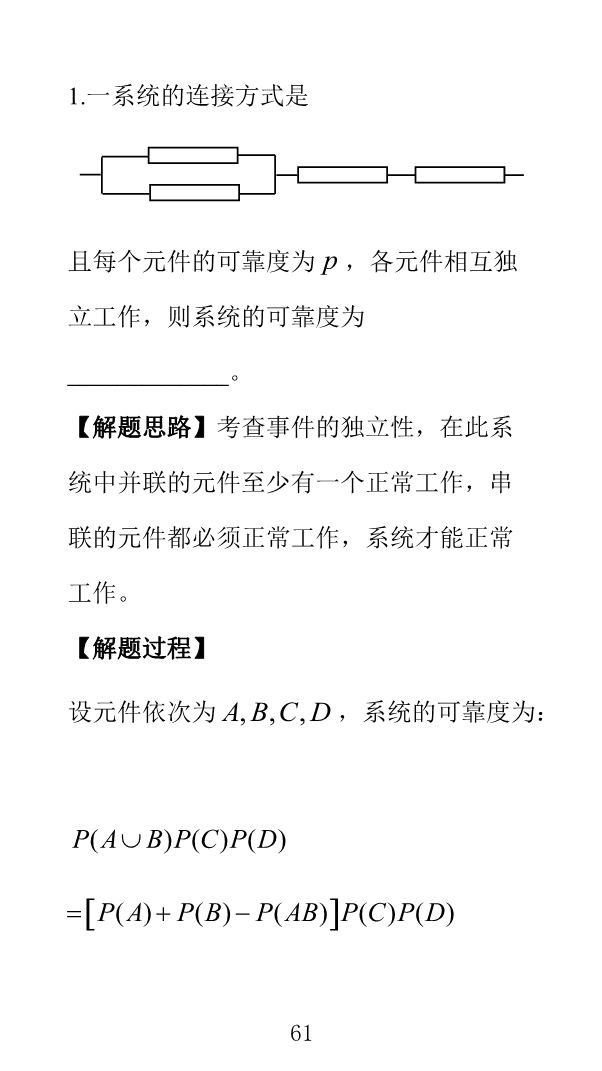 1.一系统的连接方式是
且每个元件的可靠度为 p ，各元件相互独
立工作，则系统的可靠度为
_____________。
【解题思路】考查事件的独立性，在此系
统中并联的元件至少有一个正常工作，串
联的元件都必须正常工作，系统才能正常
工作。
【解题过程】
设元件依次为 A,B,C,D ，系统的可靠度为：
P(A∪B)P(C)P(D)
=[P(A)+P(B)−P(AB)]P(C)P(D)
61